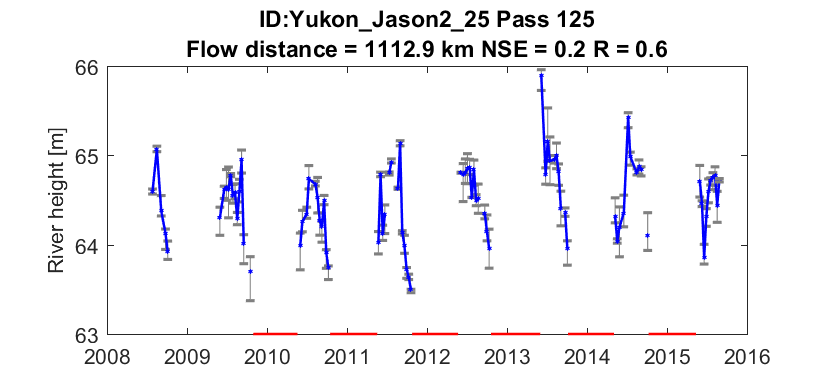 ID:Yukon_Jason2_25 Pass 125
Flow distance = 1112.9 km NSE = 0.2 R = 0.6
66
65
64
63
River height [m]
2008 2009 2010 2011 2012 2013 2014 2015 2016